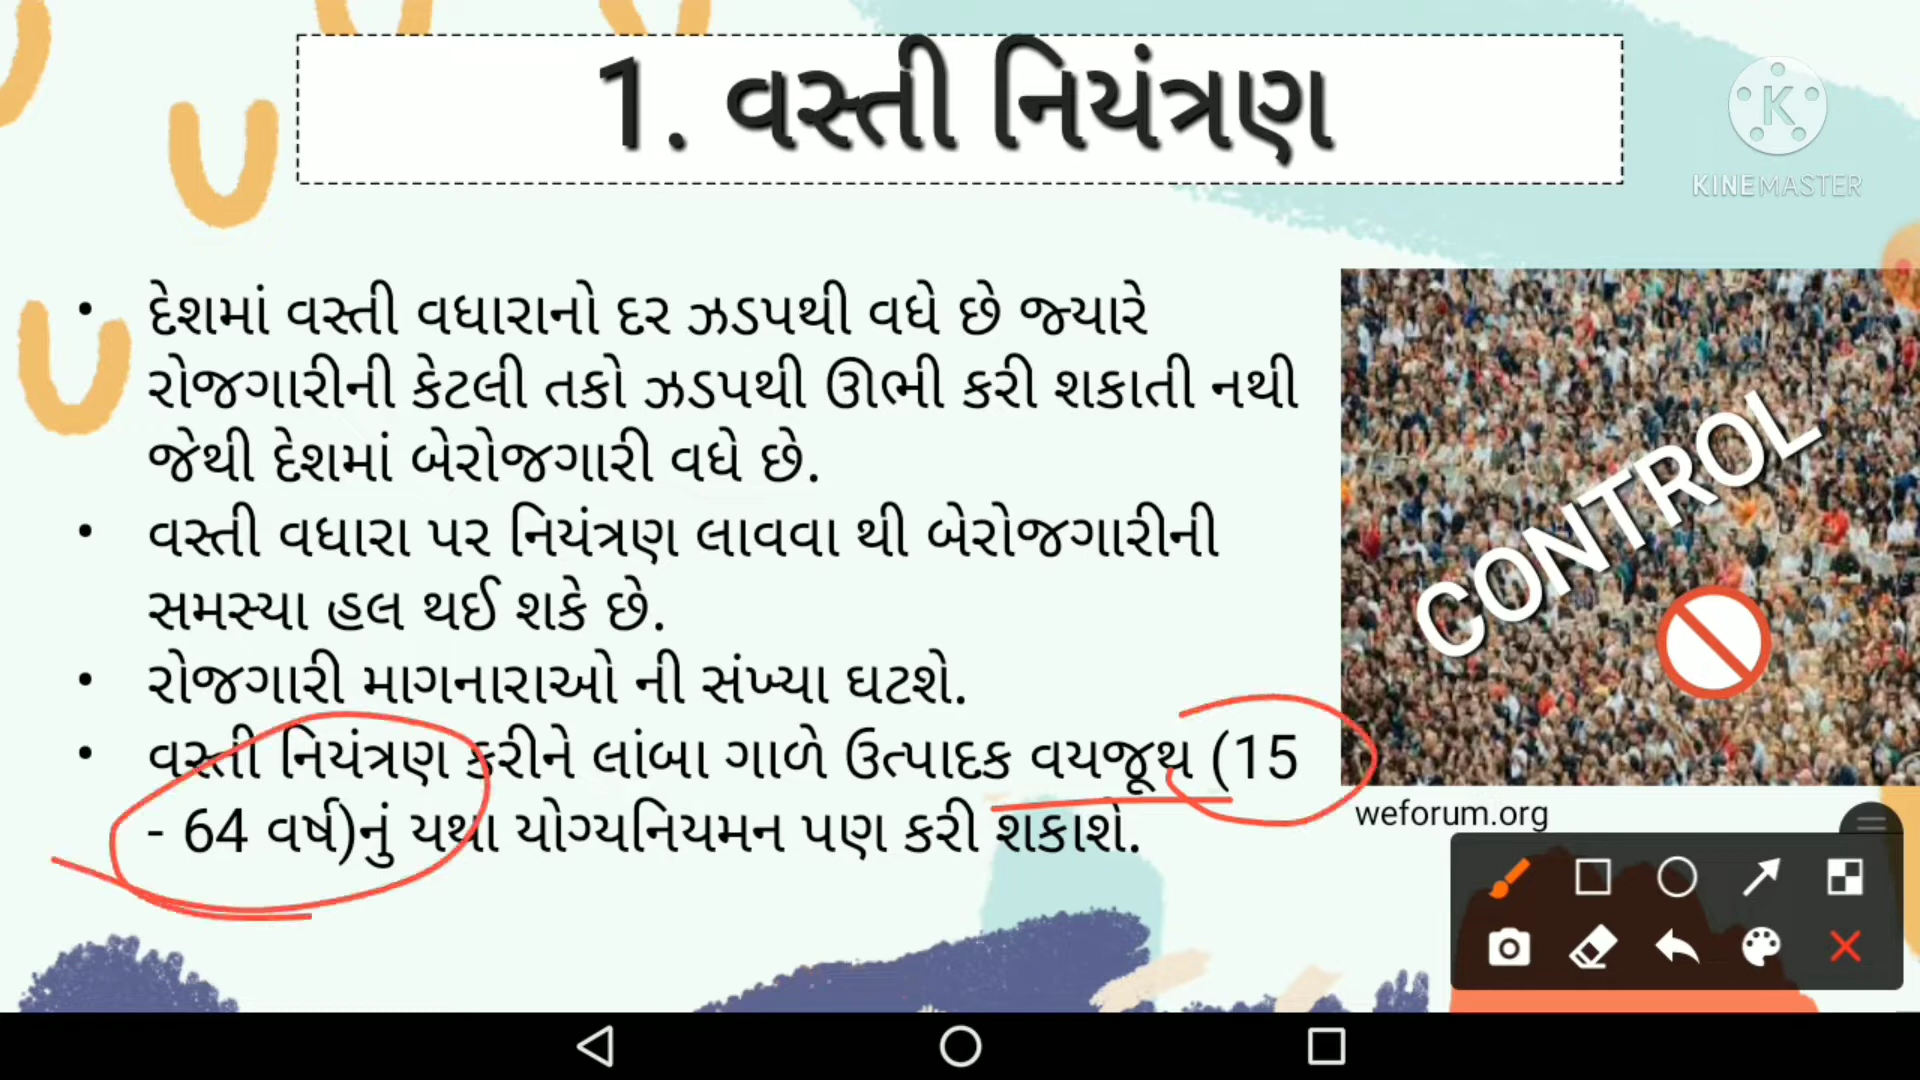 1. વસ્તી નિયંત્રણ
KINEMASTER
• દેશમાં વસ્તી વધારાનો દર ઝડપથી વધે છે જ્યારે
રોજગારીની કેટલી તકો ઝડપથી ઊભી કરી શકાતી નથી
જેથી દેશમાં બેરોજગારી વધે છે.
• વસ્તી વધારા પર નિયંત્રણ લાવવા થી બેરોજગારીની
સમસ્યા હલ થઈ શકે છે.
• રોજગારી માગનારાઓ ની સંખ્યા ઘટશે.
• વસ્તી નિયંત્રણ કરીને લાંબા ગાળે ઉત્પાદક વયજૂથ (15
- 64 વર્ષ)નું યથા યોગ્યનિયમન પણ કરી શકાશે.
CONTROL
weforum.org